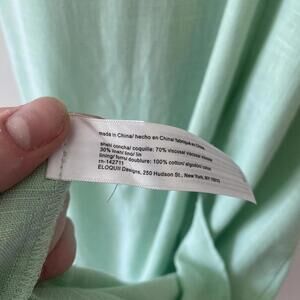 made in China/ hecho en China/ fabriqué en Chine
shell/ concha/ coquille: 70% viscose/ viscosa/ viscose
30% linen/ lino/ lin
lining/ forro/ doublure: 100% cotton/ algodón/ coton
rn-142711
ELOQUII Designs, 250 Hudson St., New York, NY 10013